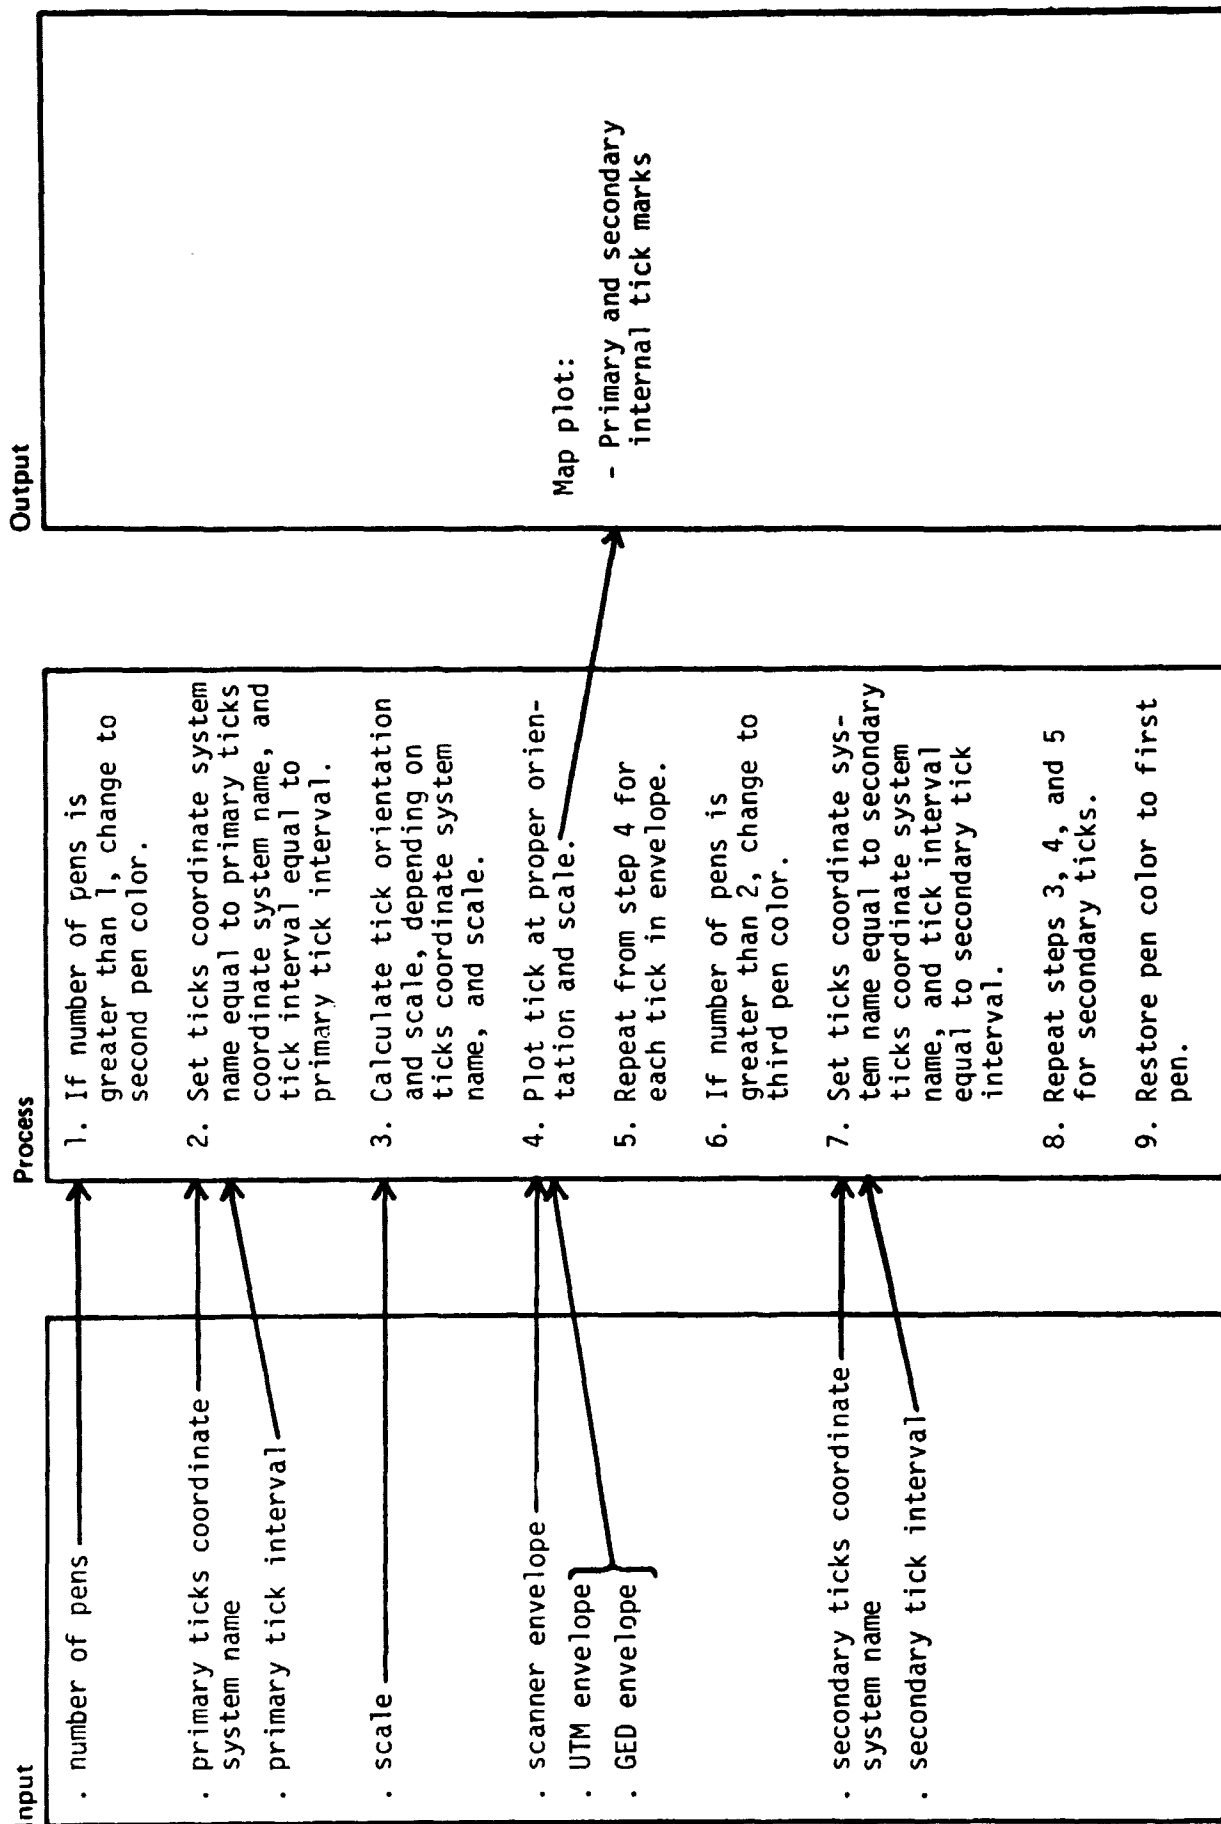 Input
. number of pens
. primary ticks coordinate
system name
. primary tick interval
. scale
. scanner envelope
. UTM envelope
. GED envelope
. secondary ticks coordinate
system name
. secondary tick interval
Process
1. If number of pens is
greater than 1, change to
second pen color.
2. Set ticks coordinate system
name equal to primary ticks
coordinate system name, and
tick interval equal to
primary tick interval.
3. Calculate tick orientation
and scale, depending on
ticks coordinate system
name, and scale.
4. Plot tick at proper orien-
tation and scale.
5. Repeat from step 4 for
each tick in envelope.
6. If number of pens is
greater than 2, change to
third pen color.
7. Set ticks coordinate sys-
tem name equal to secondary
ticks coordinate system
name, and tick interval
equal to secondary tick
interval.
8. Repeat steps 3, 4, and 5
for secondary ticks.
9. Restore pen color to first
pen.
Output
Map plot:
- Primary and secondary
internal tick marks